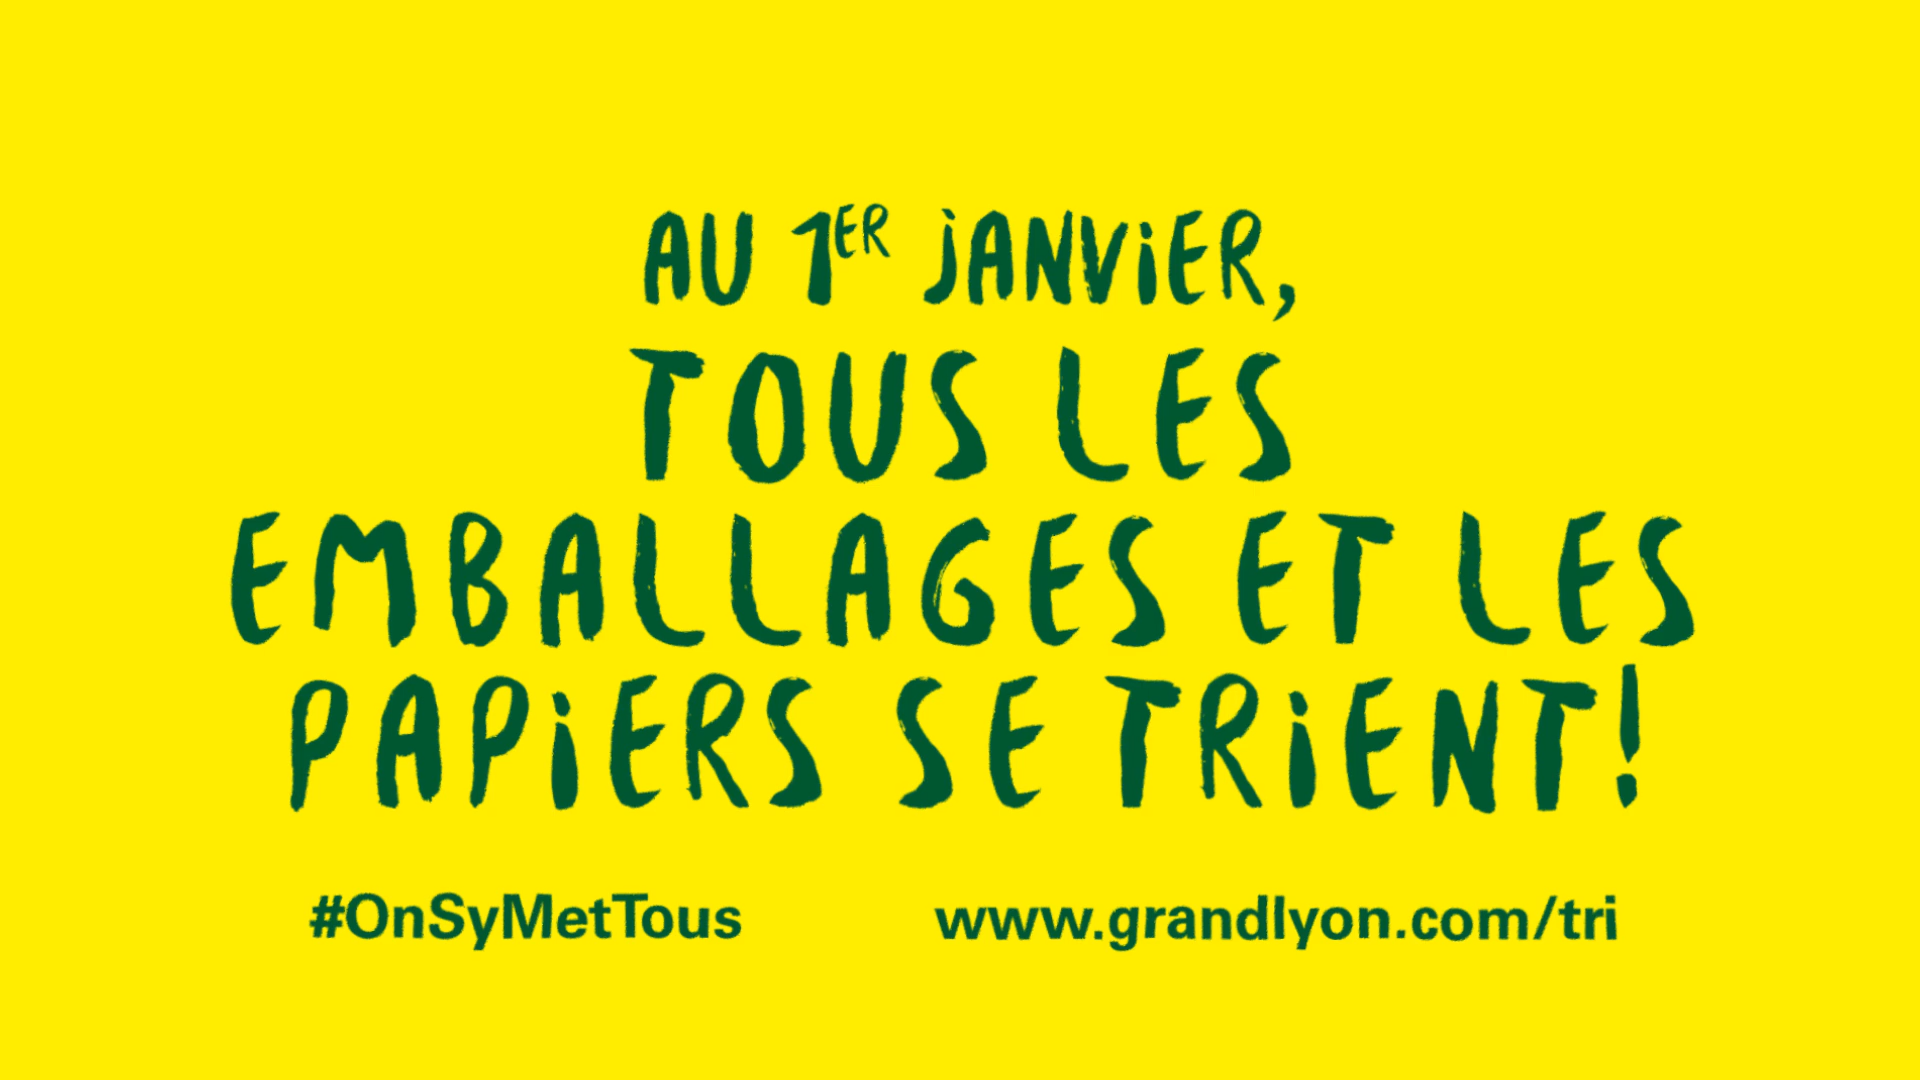 AU 1ER JANVIER,
TOUS LES
EMBALLAGES ET LES
PAPIERS SE TRIENT!
#OnSyMetTous www.grandlyon.com/tri